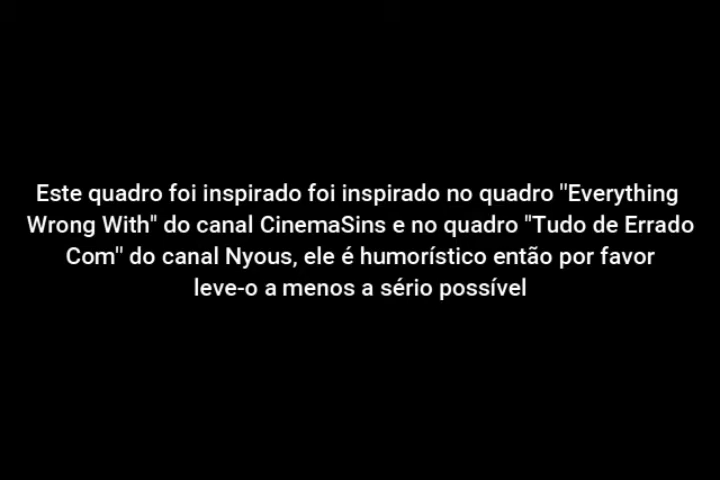 Este quadro foi inspirado foi inspirado no quadro "Everything
Wrong With" do canal CinemaSins e no quadro "Tudo de Errado
Com" do canal Nyous, ele é humorístico então por favor
leve-o a menos a sério possível